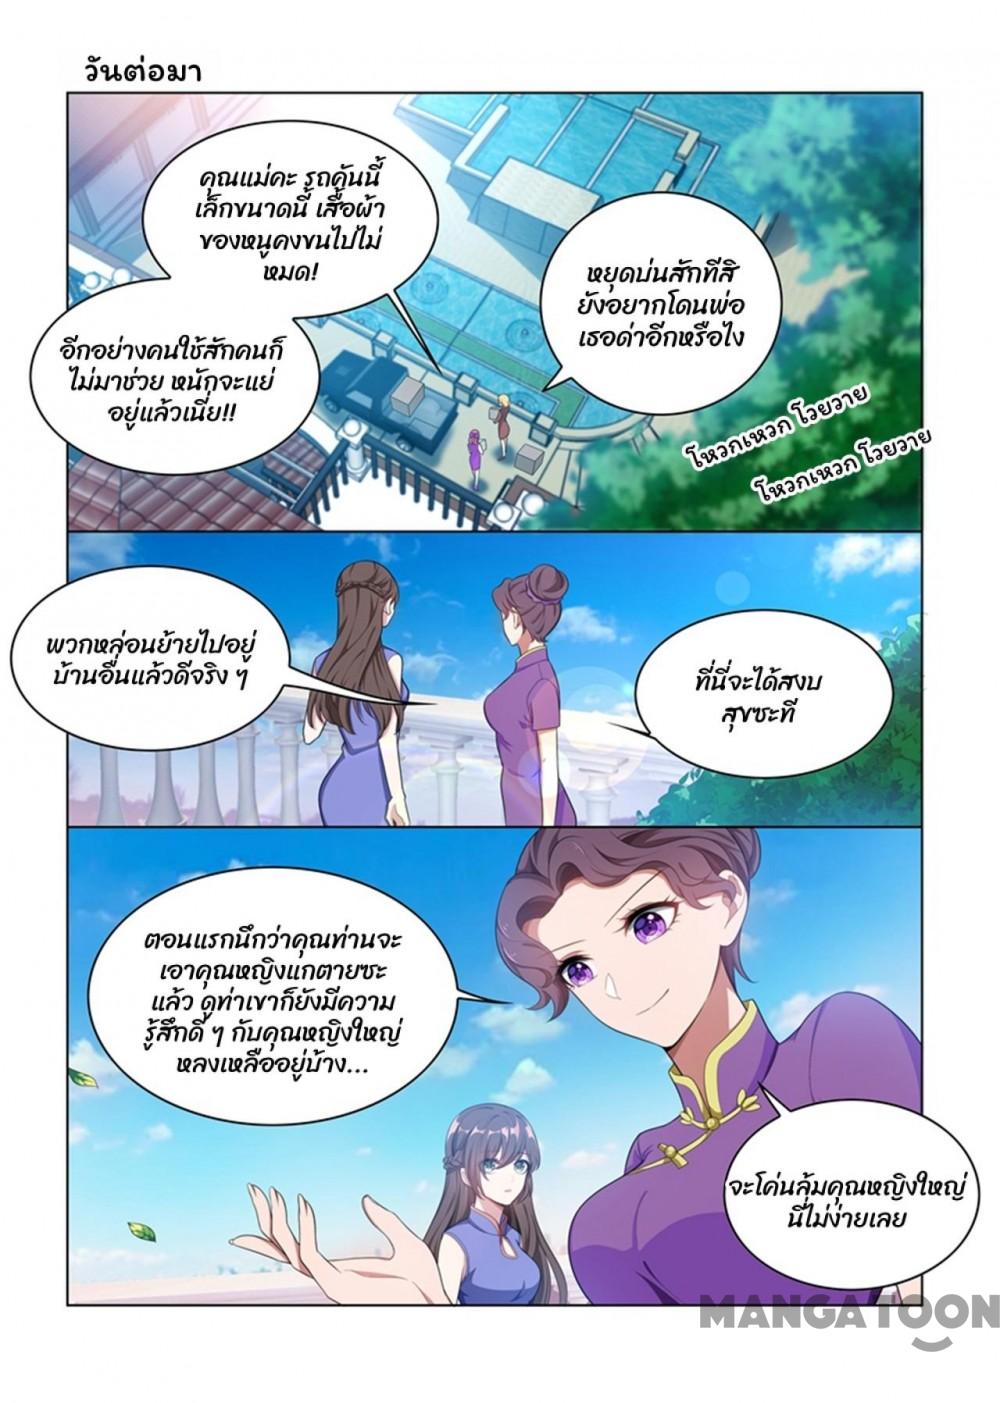 วันต่อมา
คุณแม่คะ รถคันนี้
เล็กขนาดนี้ เสื้อผ้า
ของหนูคงขนไปไม่
หมด!
หยุดบ่นสักทีสิ
ยังอยากโดนพ่อ
เธอด่าอีกหรือไง
อีกอย่างคนใช้สักคนก็
ไม่มาช่วย หนักจะแย่
อยู่แล้วเนี่ย!!
โหวกเหวก โวยวาย
โหวกเหวก โวยวาย
พวกหล่อนย้ายไปอยู่
บ้านอื่นแล้วดีจริง ๆ
ที่นี่จะได้สงบ
สุขซะที
ตอนแรกนึกว่าคุณท่านจะ
เอาคุณหญิงแกตายซะ
แล้ว ดูท่าเขาก็ยังมีความ
รู้สึกดี ๆ กับคุณหญิงใหญ่
หลงเหลืออยู่บ้าง...
จะโค่นล้มคุณหญิงใหญ่
นี่ไม่ง่ายเลย
MANGATOON